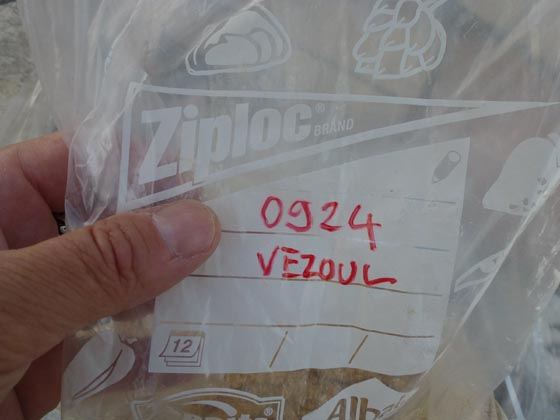 Ziploc® BRAND
0924
VEZOUL
12 / /